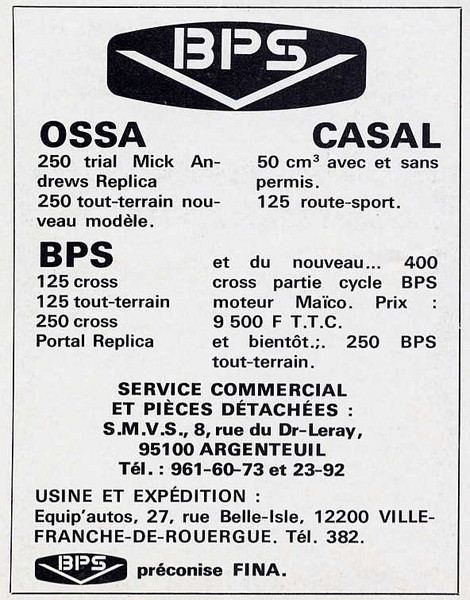 BPS
OSSA
250 trial Mick An-
drews Replica
250 tout-terrain nou-
veau modèle.
CASAL
50 cm³ avec et sans
permis.
125 route-sport.
BPS
125 cross
125 tout-terrain
250 cross
Portal Replica
et du nouveau... 400
cross partie cycle BPS
moteur Maïco. Prix :
9 500 F T.T.C.
et bientôt.;. 250 BPS
tout-terrain.
SERVICE COMMERCIAL
ET PIÈCES DÉTACHÉES :
S.M.V.S., 8, rue du Dr-Leray,
95100 ARGENTEUIL
Tél. : 961-60-73 et 23-92
USINE ET EXPÉDITION :
Equip'autos, 27, rue Belle-Isle, 12200 VILLE-
FRANCHE-DE-ROUERGUE. Tél. 382.
BPS préconise FINA.